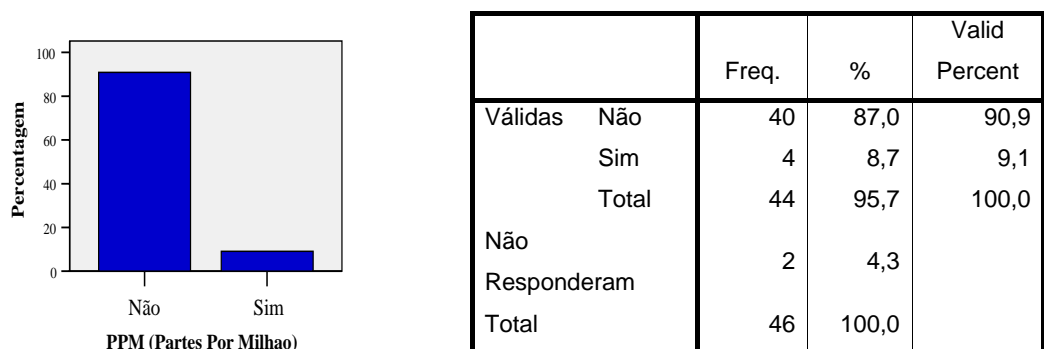 100
80
60
40
20
0
Percentagem
Não Sim
PPM (Partes Por Milhao)
Freq. % Valid Percent
Válidas Não 40 87,0 90,9
Sim 4 8,7 9,1
Total 44 95,7 100,0
Não
Responderam 2 4,3
Total 46 100,0